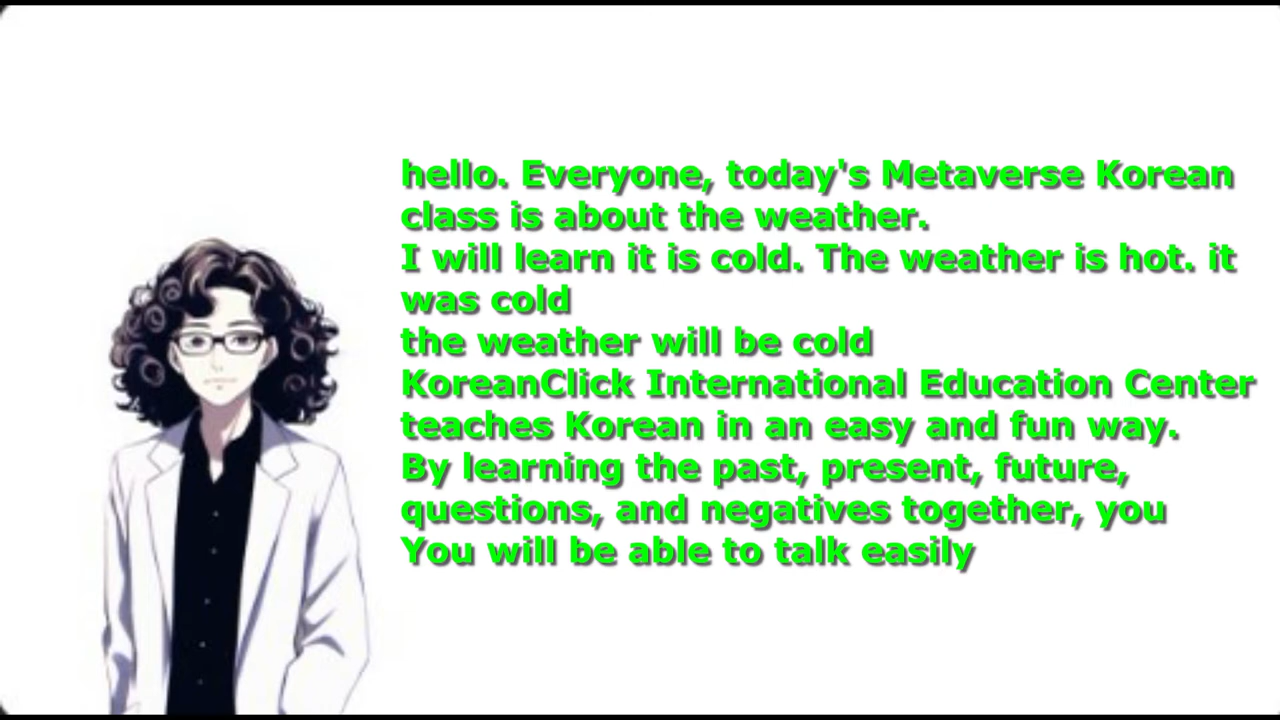 hello. Everyone, today's Metaverse Korean
class is about the weather.
I will learn it is cold. The weather is hot. it
was cold
the weather will be cold
KoreanClick International Education Center
teaches Korean in an easy and fun way.
By learning the past, present, future,
questions, and negatives together, you
You will be able to talk easily